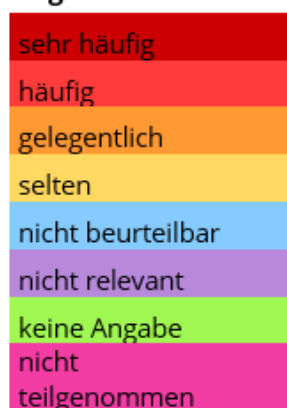 sehr häufig
häufig
gelegentlich
selten
nicht beurteilbar
nicht relevant
keine Angabe
nicht
teilgenommen